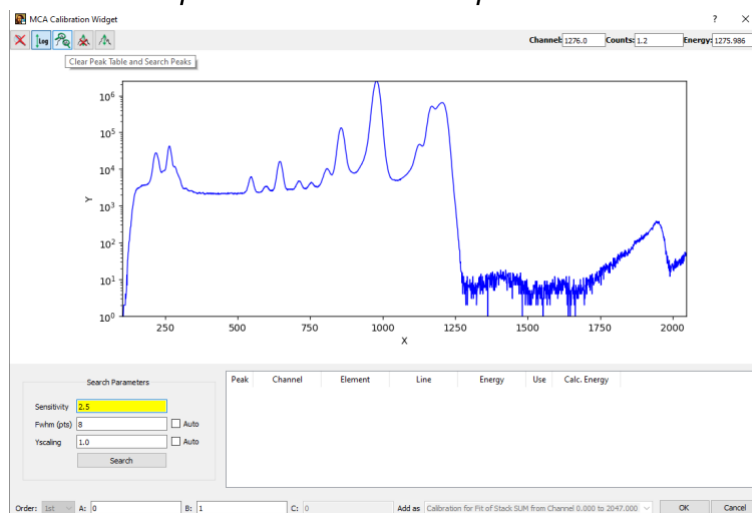 MCA Calibration Widget ? ×
Log Channel: 1276.0 Counts: 1.2 Energy: 1275.986
Clear Peak Table and Search Peaks
10⁶
10⁵
10⁴
Y
10³
10²
10¹
10⁰
250 500 750 1000 1250 1500 1750 2000
X
Peak Channel Element Line Energy Use Calc. Energy
Search Parameters
Sensitivity 2.5
Fwhm (pts) 8 Auto
Yscaling 1.0 Auto
Search
Order: 1st A: 0 B: 1 C: 0 Add as Calibration for Fit of Stack SUM from Channel 0.000 to 2047.000 OK Cancel